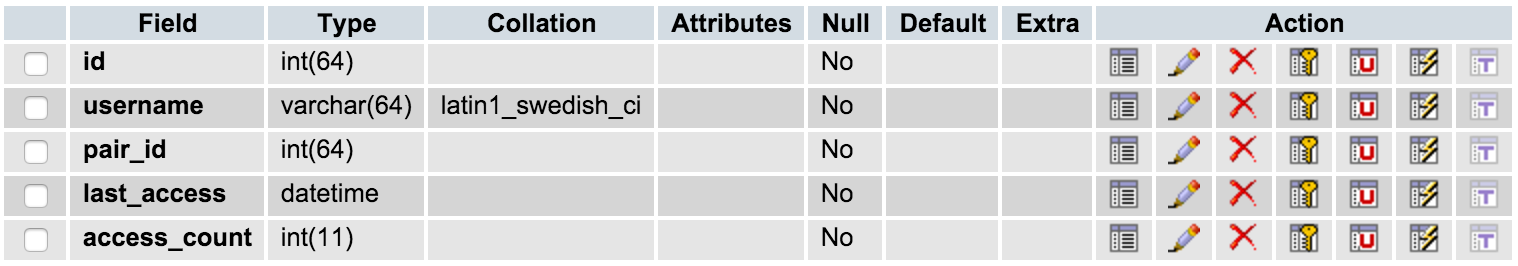 Field Type Collation Attributes Null Default Extra Action
id int(64) No
username varchar(64) latin1_swedish_ci No
pair_id int(64) No
last_access datetime No
access_count int(11) No